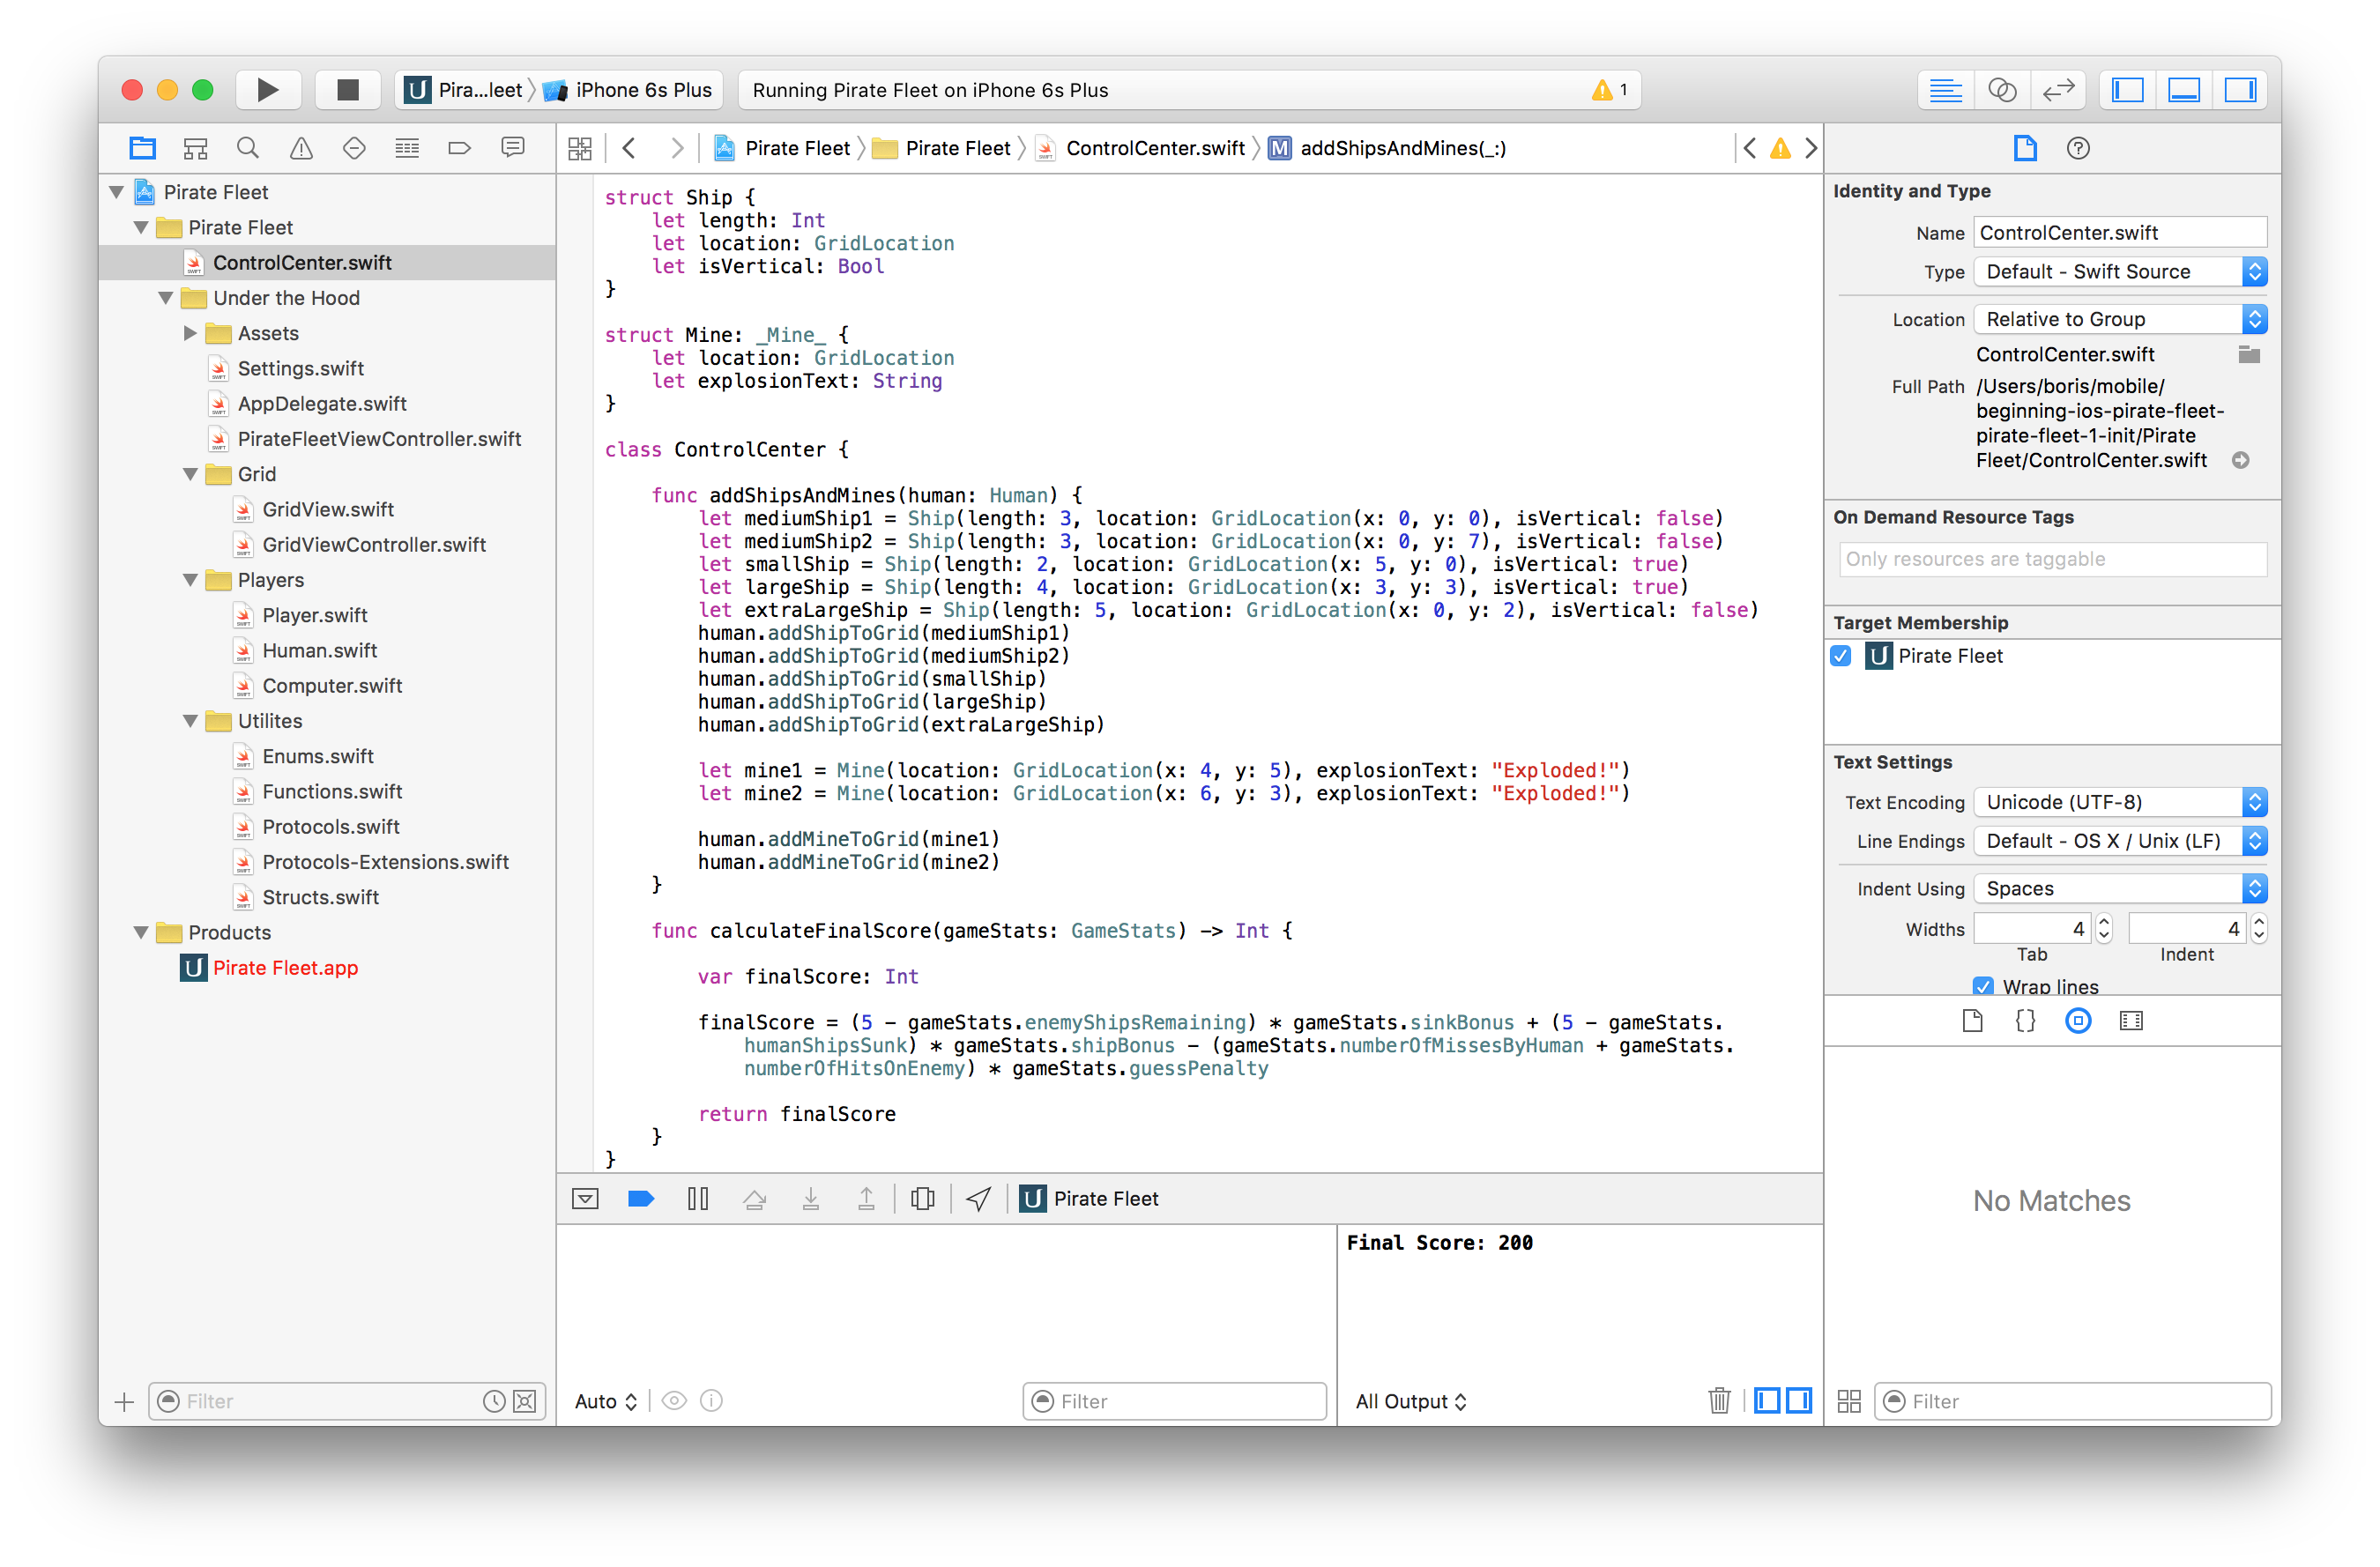 Pira...leet
iPhone 6s Plus
Running Pirate Fleet on iPhone 6s Plus
1
Pirate Fleet
Pirate Fleet
ControlCenter.swift
M
addShipsAndMines(_:)
Pirate Fleet
Pirate Fleet
ControlCenter.swift
Under the Hood
Assets
Settings.swift
AppDelegate.swift
PirateFleetViewController.swift
Grid
GridView.swift
GridViewController.swift
Players
Player.swift
Human.swift
Computer.swift
Utilites
Enums.swift
Functions.swift
Protocols.swift
Protocols-Extensions.swift
Structs.swift
Products
Pirate Fleet.app
Filter
struct Ship {
    let length: Int
    let location: GridLocation
    let isVertical: Bool
}
struct Mine: _Mine_ {
    let location: GridLocation
    let explosionText: String
}
class ControlCenter {
    func addShipsAndMines(human: Human) {
        let mediumShip1 = Ship(length: 3, location: GridLocation(x: 0, y: 0), isVertical: false)
        let mediumShip2 = Ship(length: 3, location: GridLocation(x: 0, y: 7), isVertical: false)
        let smallShip = Ship(length: 2, location: GridLocation(x: 5, y: 0), isVertical: true)
        let largeShip = Ship(length: 4, location: GridLocation(x: 3, y: 3), isVertical: true)
        let extraLargeShip = Ship(length: 5, location: GridLocation(x: 0, y: 2), isVertical: false)
        human.addShipToGrid(mediumShip1)
        human.addShipToGrid(mediumShip2)
        human.addShipToGrid(smallShip)
        human.addShipToGrid(largeShip)
        human.addShipToGrid(extraLargeShip)
        let mine1 = Mine(location: GridLocation(x: 4, y: 5), explosionText: "Exploded!")
        let mine2 = Mine(location: GridLocation(x: 6, y: 3), explosionText: "Exploded!")
        human.addMineToGrid(mine1)
        human.addMineToGrid(mine2)
    }
    func calculateFinalScore(gameStats: GameStats) -> Int {
        var finalScore: Int
        finalScore = (5 - gameStats.enemyShipsRemaining) * gameStats.sinkBonus + (5 - gameStats.
            humanShipsSunk) * gameStats.shipBonus - (gameStats.numberOfMissesByHuman + gameStats.
            numberOfHitsOnEnemy) * gameStats.guessPenalty
        return finalScore
    }
}
Pirate Fleet
Final Score: 200
Auto
Filter
All Output
Identity and Type
Name ControlCenter.swift
Type Default - Swift Source
Location Relative to Group
ControlCenter.swift
Full Path /Users/boris/mobile/
beginning-ios-pirate-fleet-
pirate-fleet-1-init/Pirate
Fleet/ControlCenter.swift
On Demand Resource Tags
Only resources are taggable
Target Membership
Pirate Fleet
Text Settings
Text Encoding Unicode (UTF-8)
Line Endings Default - OS X / Unix (LF)
Indent Using Spaces
Widths 4 4
Tab Indent
Wrap lines
No Matches
Filter